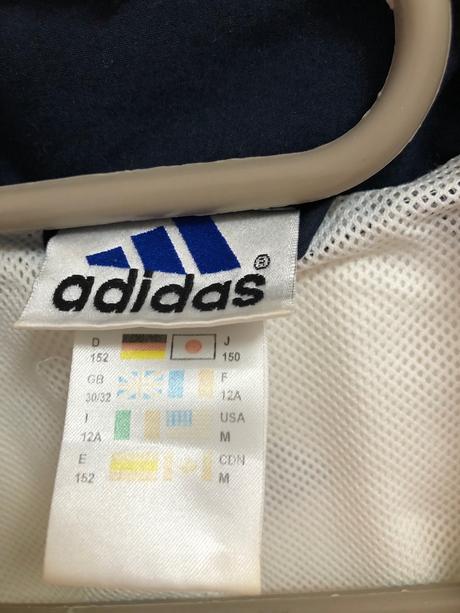 adidas®
D J
152 150
GB F
30/32 12A
I USA
12A M
E CDN
152 M